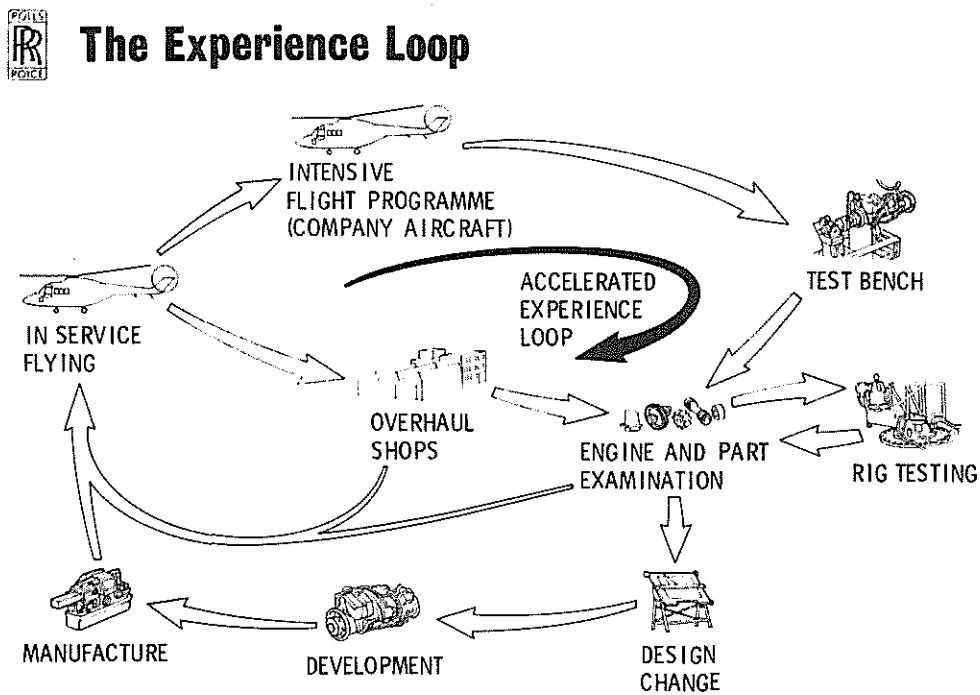 ROLLS
RR
ROYCE
The Experience Loop
INTENSIVE
FLIGHT PROGRAMME
(COMPANY AIRCRAFT)
TEST BENCH
ACCELERATED
EXPERIENCE
LOOP
IN SERVICE
FLYING
OVERHAUL
SHOPS
ENGINE AND PART
EXAMINATION
RIG TESTING
MANUFACTURE
DEVELOPMENT
DESIGN
CHANGE